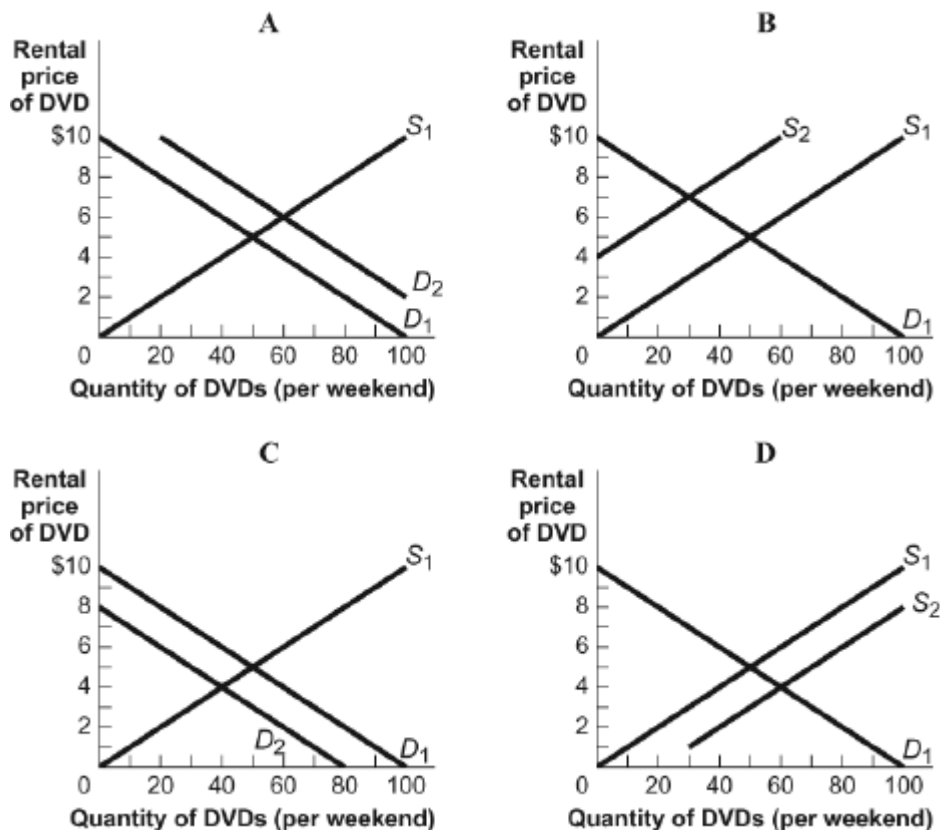 A
Rental
price
of DVD
$10
8
6
4
2
0
20 40 60 80 100
S1
D2
D1
Quantity of DVDs (per weekend)
B
Rental
price
of DVD
$10
8
6
4
2
0
20 40 60 80 100
S2
S1
D1
Quantity of DVDs (per weekend)
C
Rental
price
of DVD
$10
8
6
4
2
0
20 40 60 80 100
S1
D2
D1
Quantity of DVDs (per weekend)
D
Rental
price
of DVD
$10
8
6
4
2
0
20 40 60 80 100
S1
S2
D1
Quantity of DVDs (per weekend)